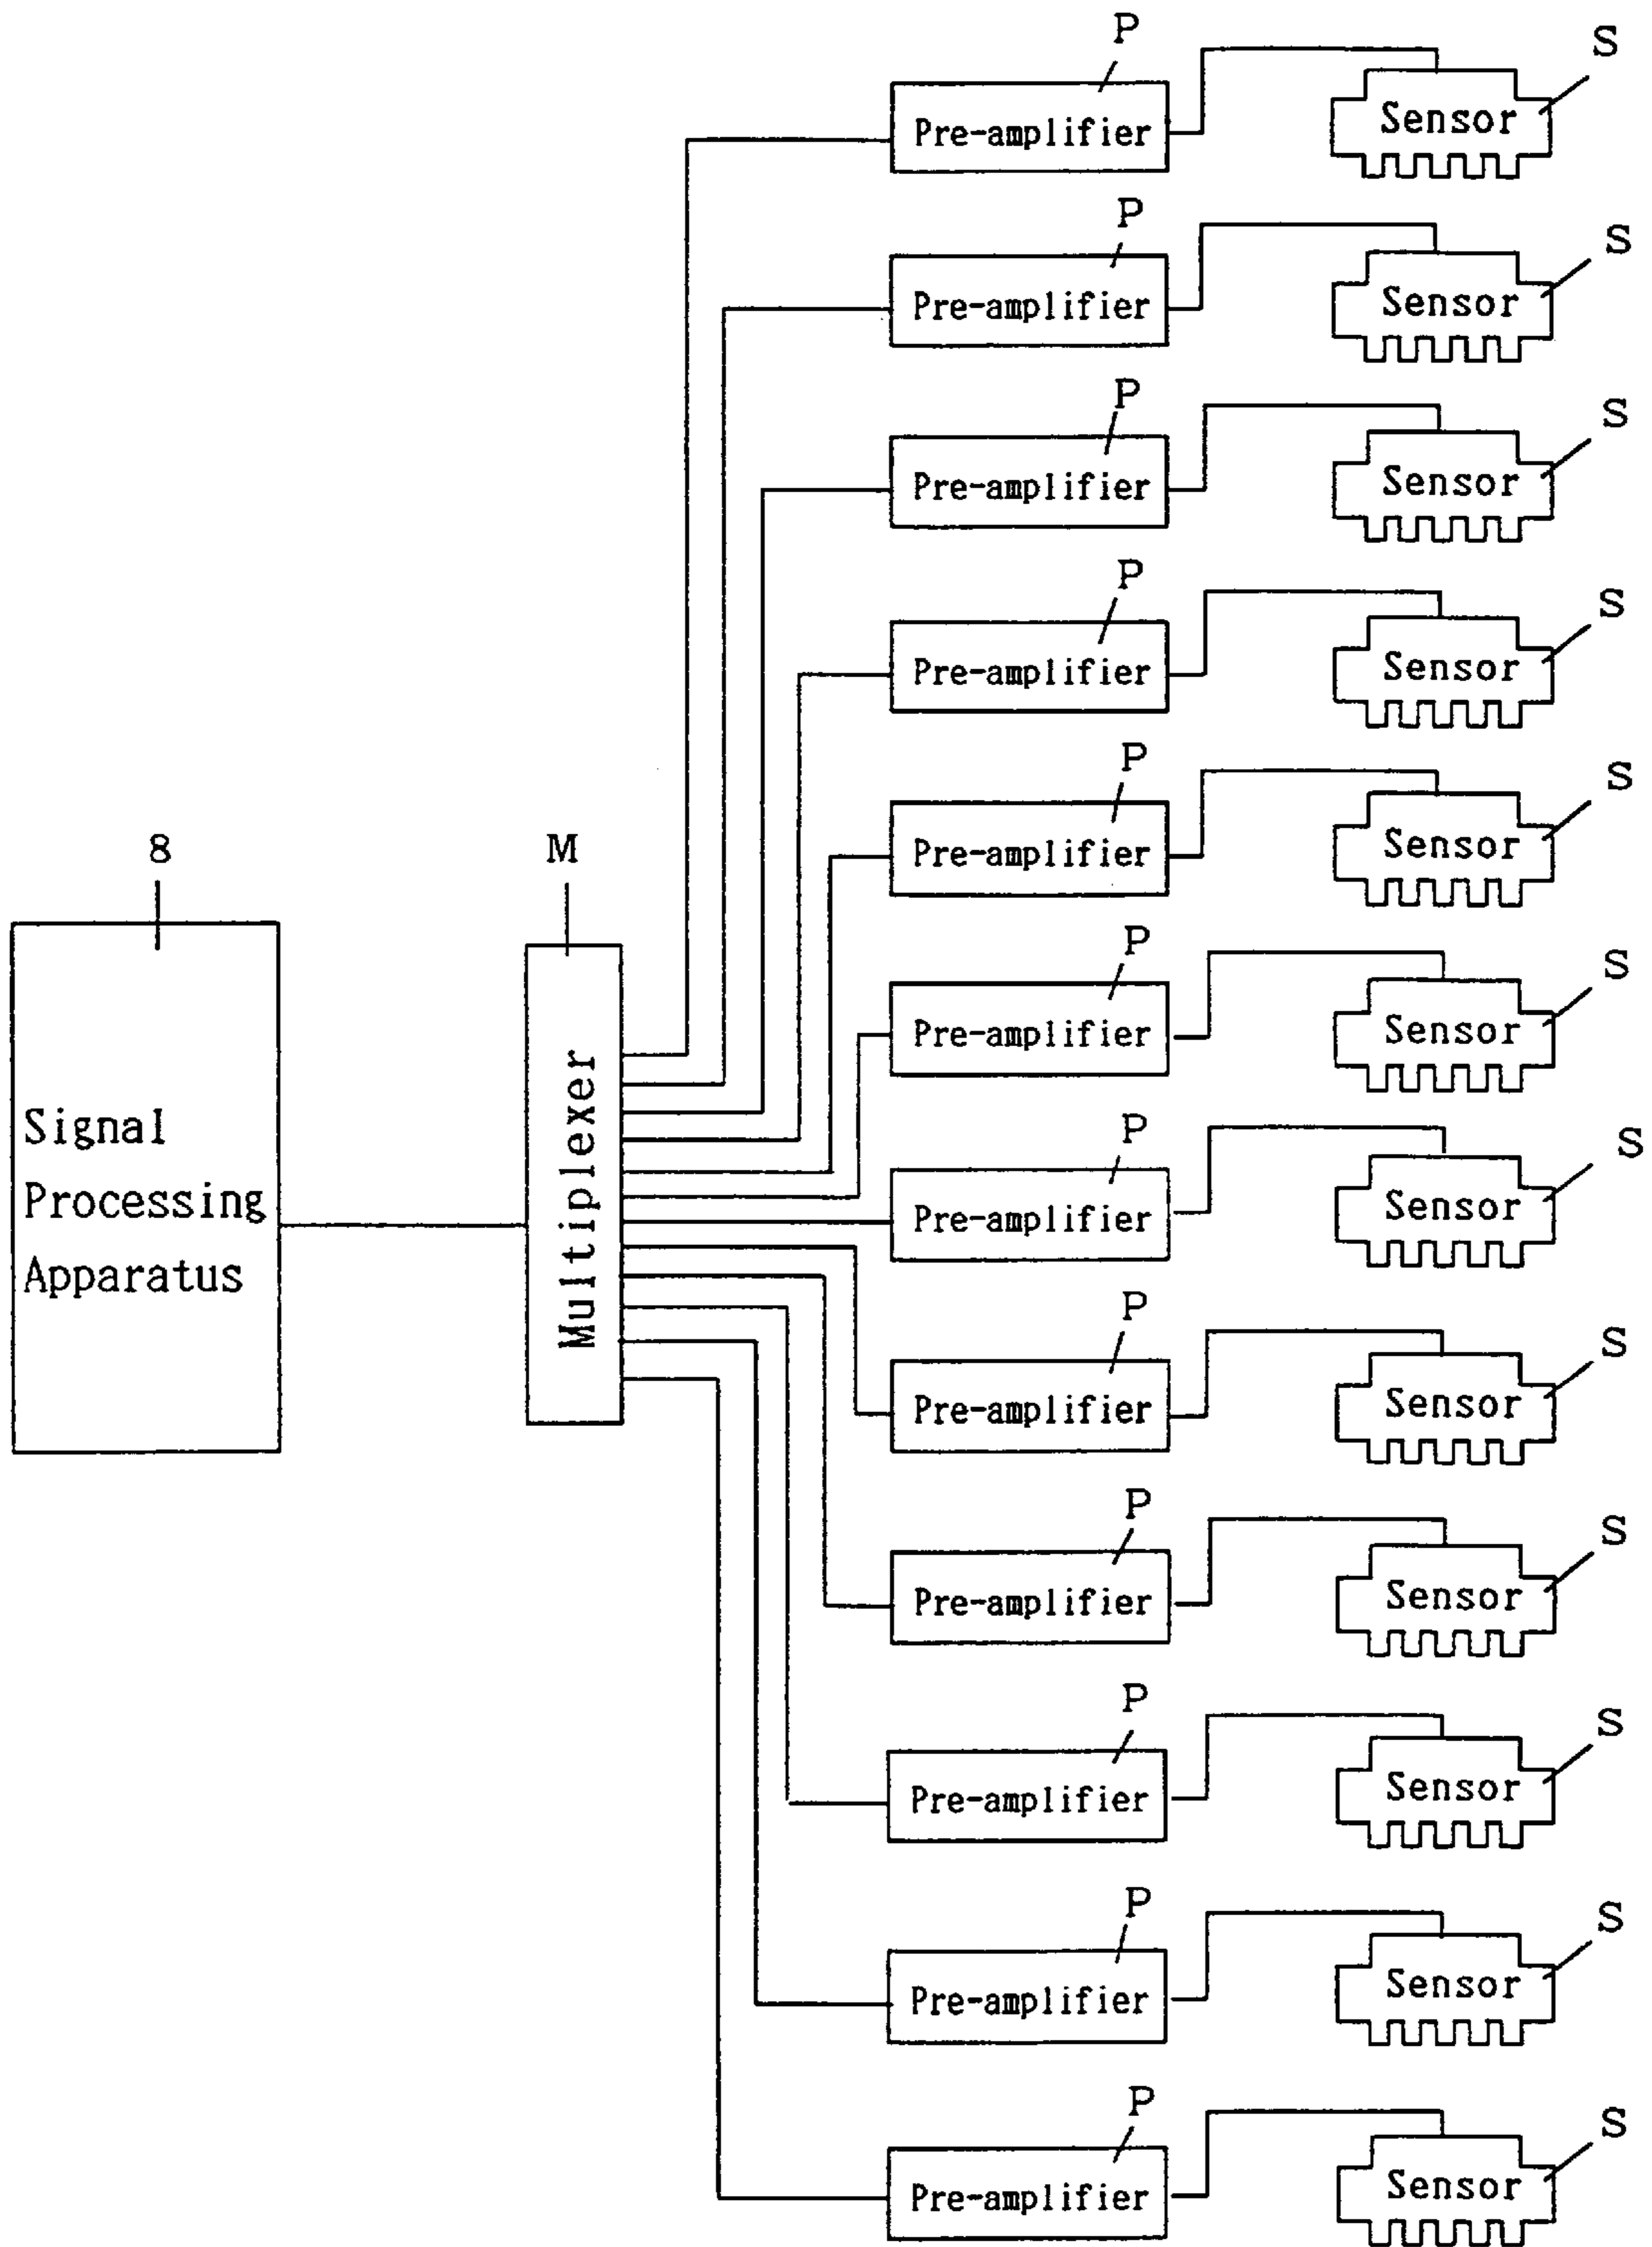 P
S
Pre-amplifier
Sensor
P
S
Pre-amplifier
Sensor
P
S
Pre-amplifier
Sensor
P
S
Pre-amplifier
Sensor
P
S
Pre-amplifier
Sensor
8
M
Signal
Processing
Apparatus
Multiplexer
P
S
Pre-amplifier
Sensor
P
S
Pre-amplifier
Sensor
P
S
Pre-amplifier
Sensor
P
S
Pre-amplifier
Sensor
P
S
Pre-amplifier
Sensor
P
S
Pre-amplifier
Sensor
P
S
Pre-amplifier
Sensor